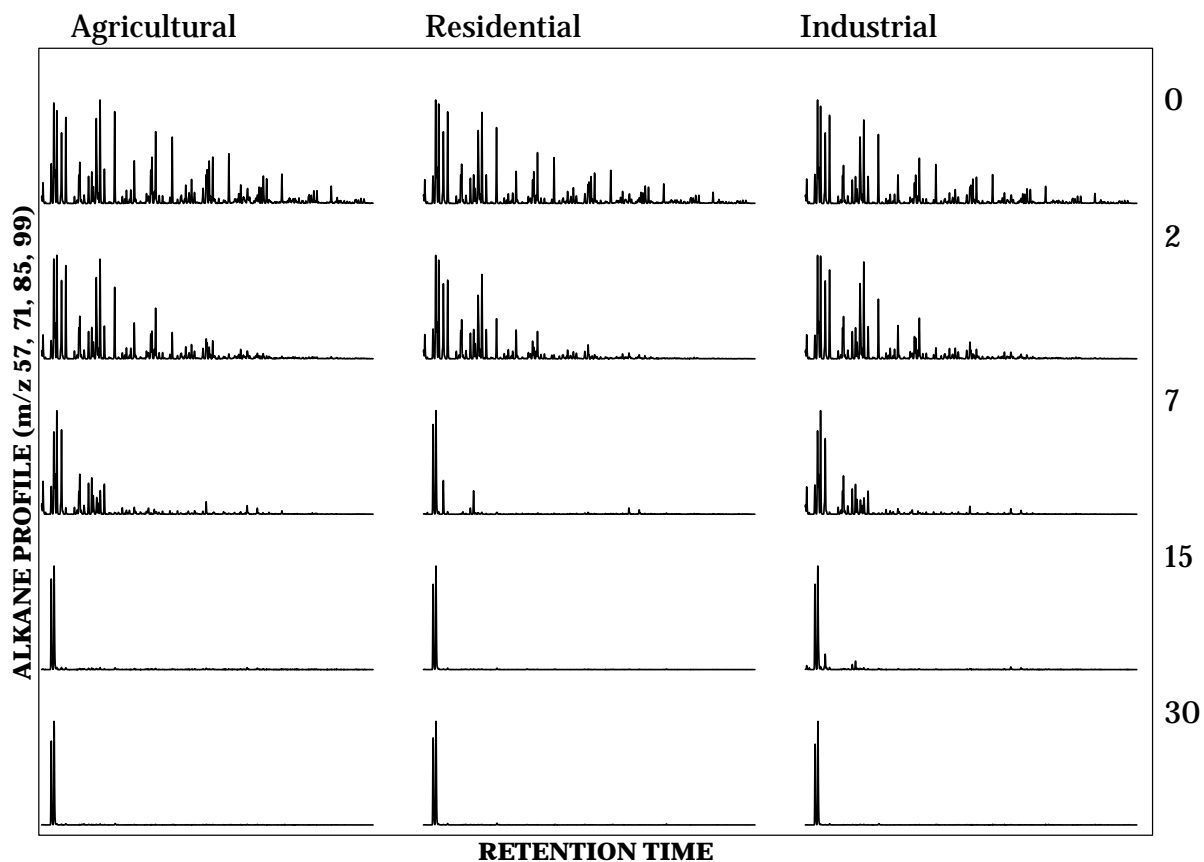 Agricultural Residential Industrial
0
2
7
15
30
ALKANE PROFILE (m/z 57, 71, 85, 99)
RETENTION TIME